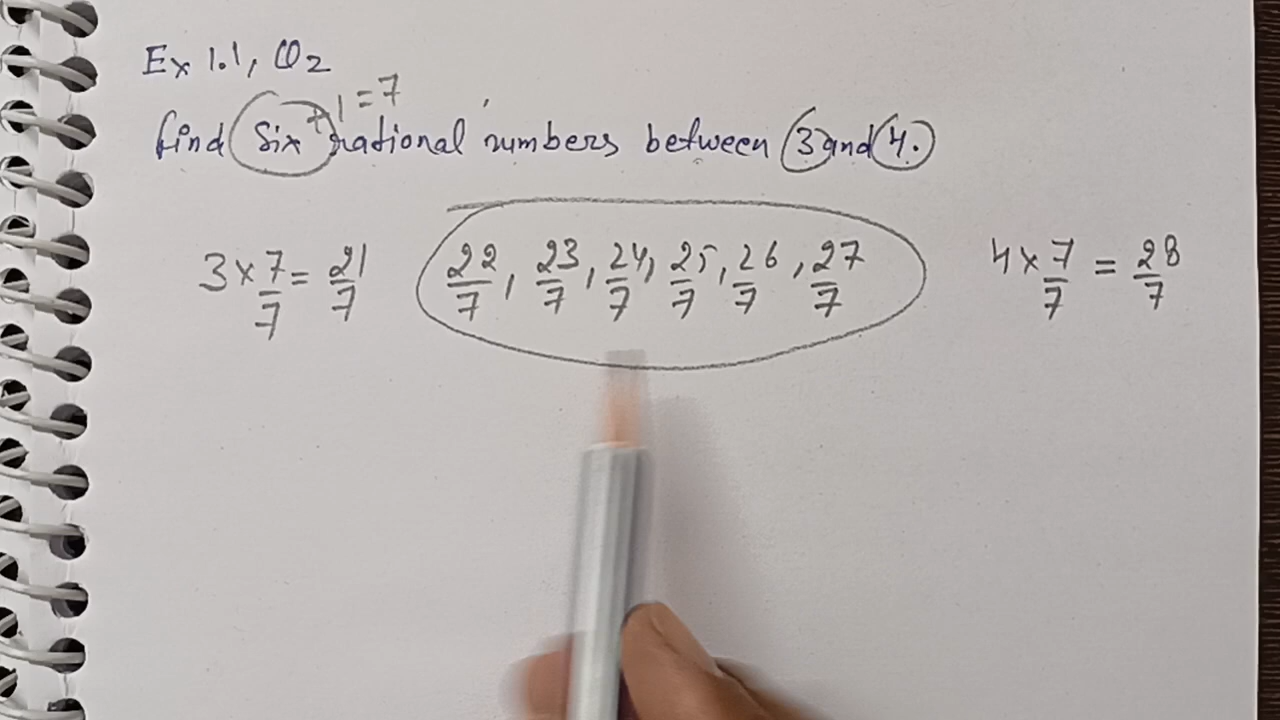 Ex 1.1, Q2
+1 = 7
find six rational numbers between 3 and 4.
3 × 7/7 = 21/7 22/7, 23/7, 24/7, 25/7, 26/7, 27/7 4 × 7/7 = 28/7